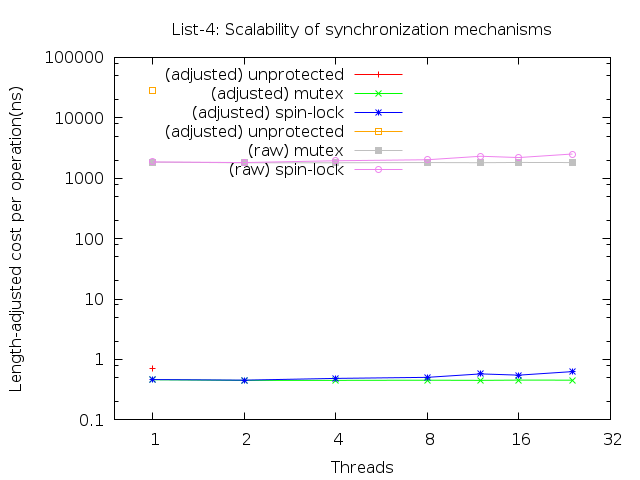 List-4: Scalability of synchronization mechanisms
Length-adjusted cost per operation(ns)
100000
10000
1000
100
10
1
0.1
(adjusted) unprotected
(adjusted) mutex
(adjusted) spin-lock
(adjusted) unprotected
(raw) mutex
(raw) spin-lock
1 2 4 8 16 32
Threads